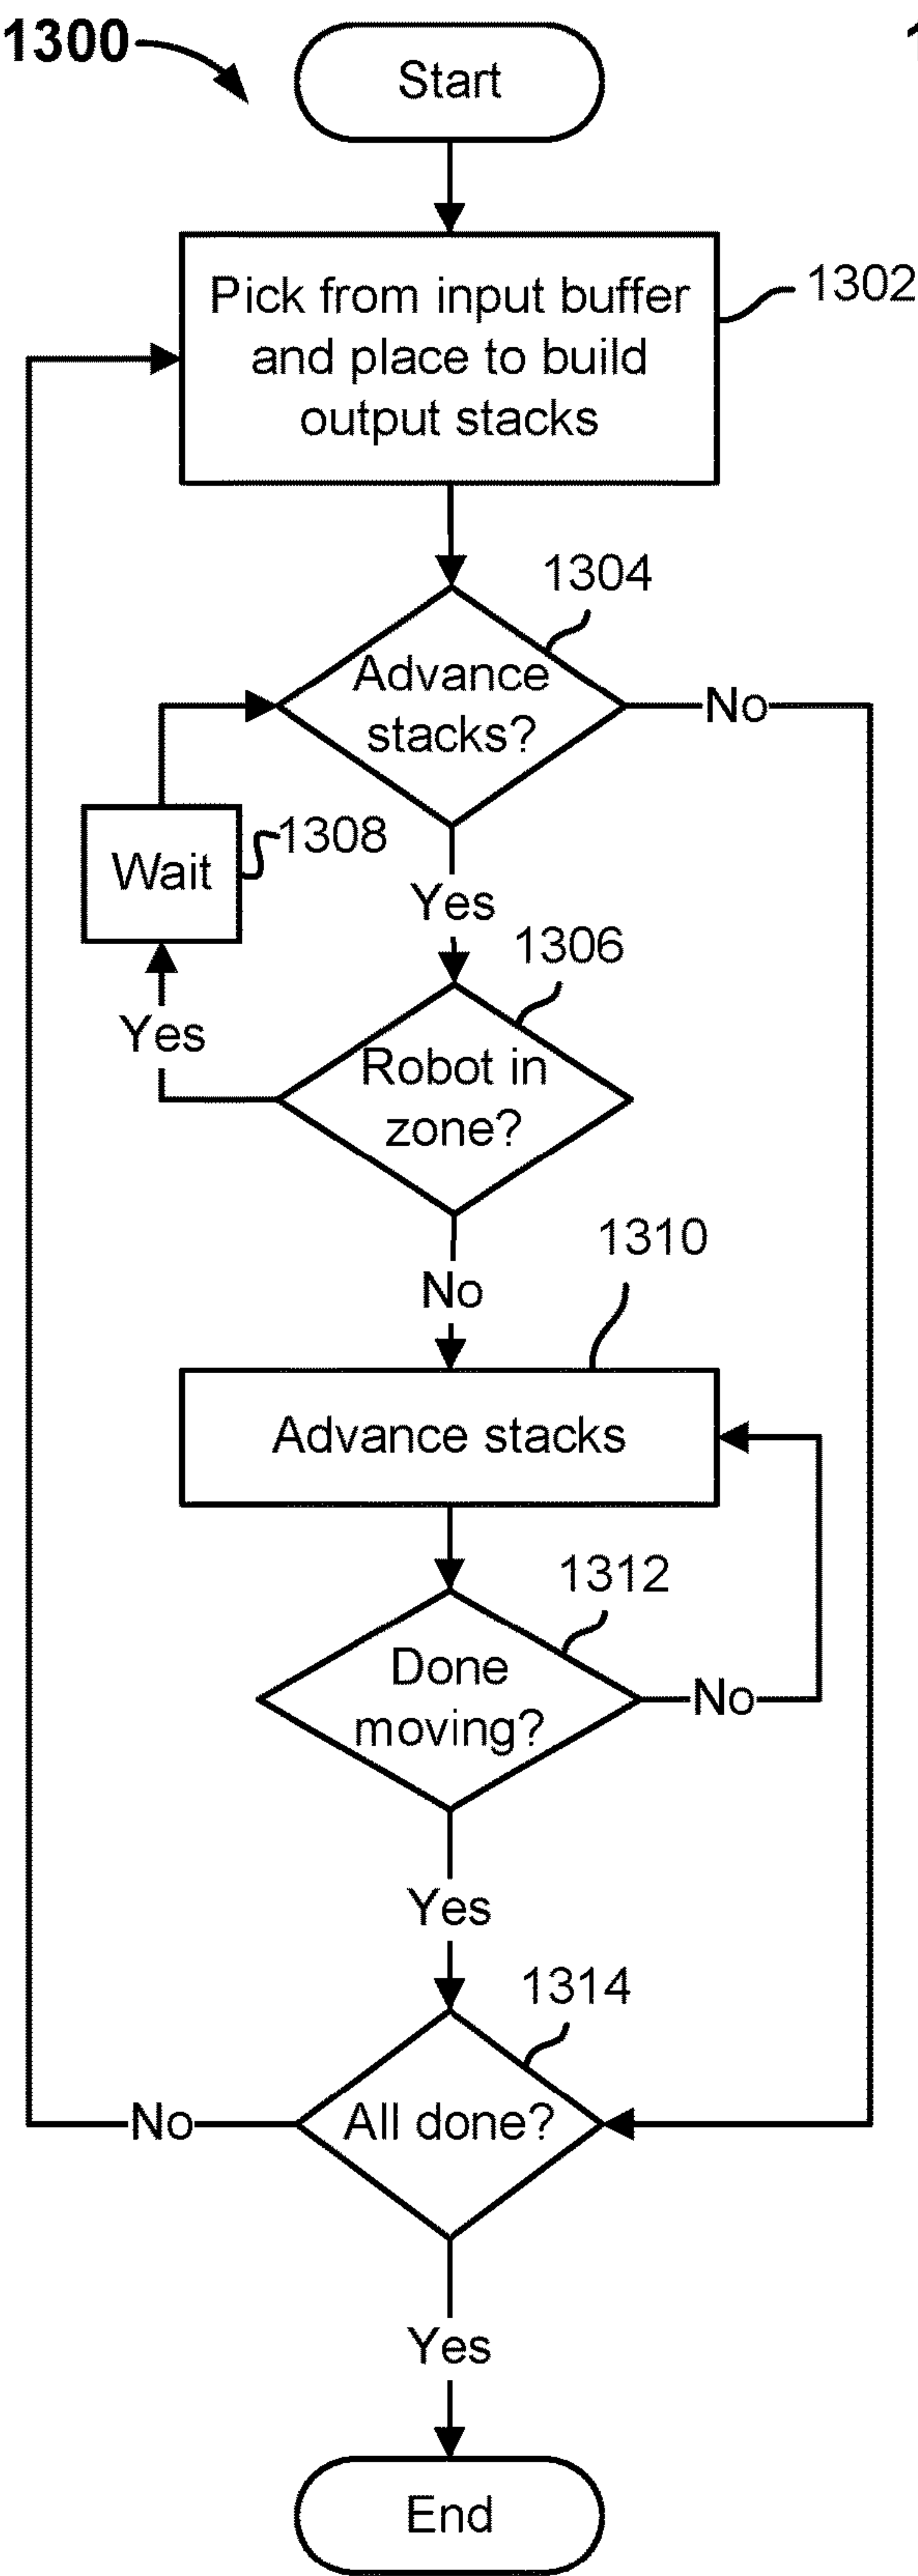 1300
Start
Pick from input buffer
and place to build
output stacks
1302
1304
Advance
stacks?
No
Wait
1308
Yes
1306
Yes
Robot in
zone?
1310
No
Advance stacks
1312
Done
moving?
No
Yes
1314
No
All done?
Yes
End